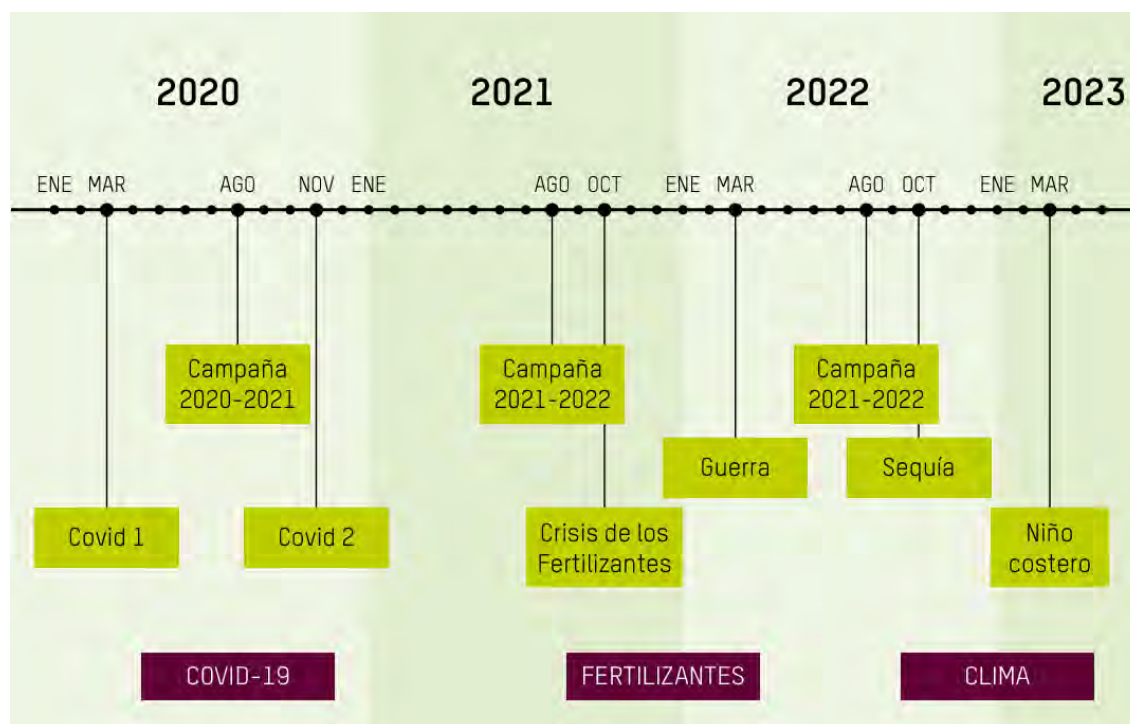 2020 2021 2022 2023
ENE MAR AGO NOV ENE AGO OCT ENE MAR AGO OCT ENE MAR
Campaña
2020-2021
Campaña
2021-2022
Campaña
2021-2022
Guerra
Sequía
Covid 1
Covid 2
Crisis de los
Fertilizantes
Niño
costero
COVID-19
FERTILIZANTES
CLIMA